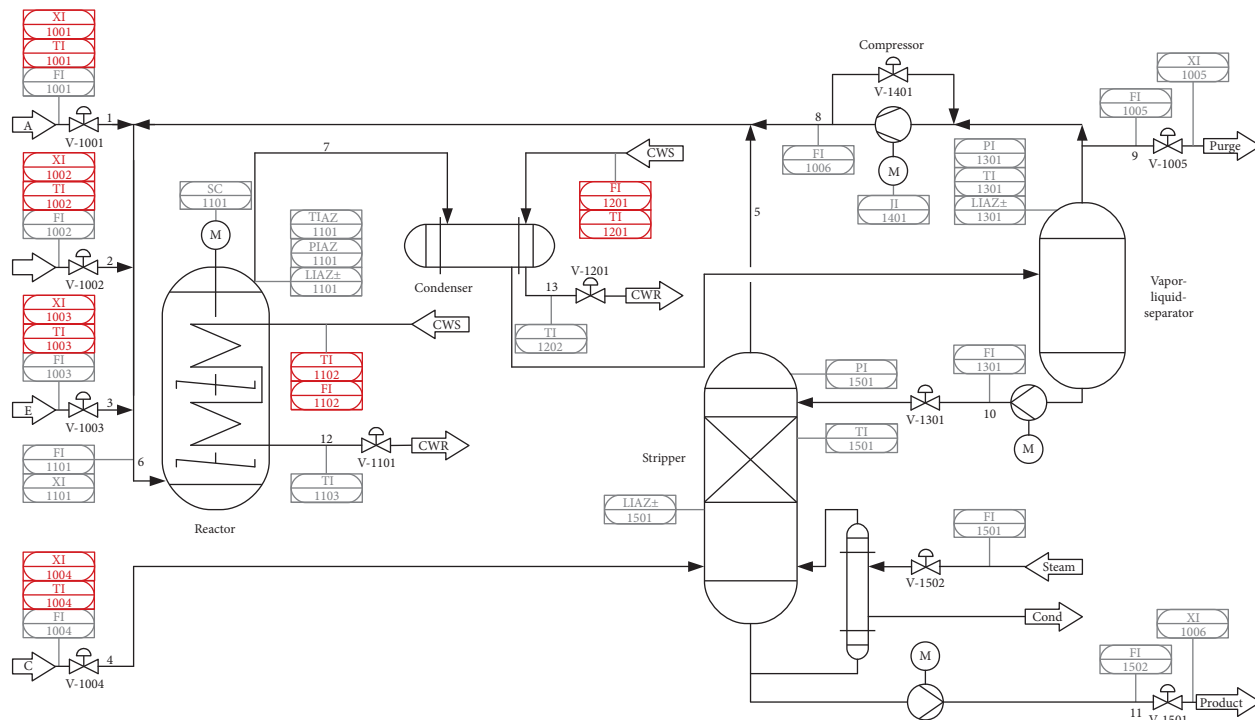 XI
1001
TI
1001
FI
1001
A
V-1001
1
XI
1002
TI
1002
FI
1002
V-1002
2
XI
1003
TI
1003
FI
1003
E
V-1003
3
FI
1101
XI
1101
6
XI
1004
TI
1004
FI
1004
C
V-1004
4
SC
1101
M
7
TIAZ
1101
PIAZ
1101
LIAZ±
1101
Reactor
Condenser
CWS
FI
1201
TI
1201
V-1201
13
CWR
TI
1202
CWS
TI
1102
FI
1102
12
V-1101
CWR
TI
1103
Compressor
V-1401
8
FI
1006
M
JI
1401
5
PI
1301
TI
1301
LIAZ±
1301
FI
1005
XI
1005
9
V-1005
Purge
Vapor-
liquid-
separator
PI
1501
V-1301
FI
1301
10
M
TI
1501
Stripper
LIAZ±
1501
FI
1501
V-1502
Steam
Cond
M
XI
1006
FI
1502
11
V-1501
Product